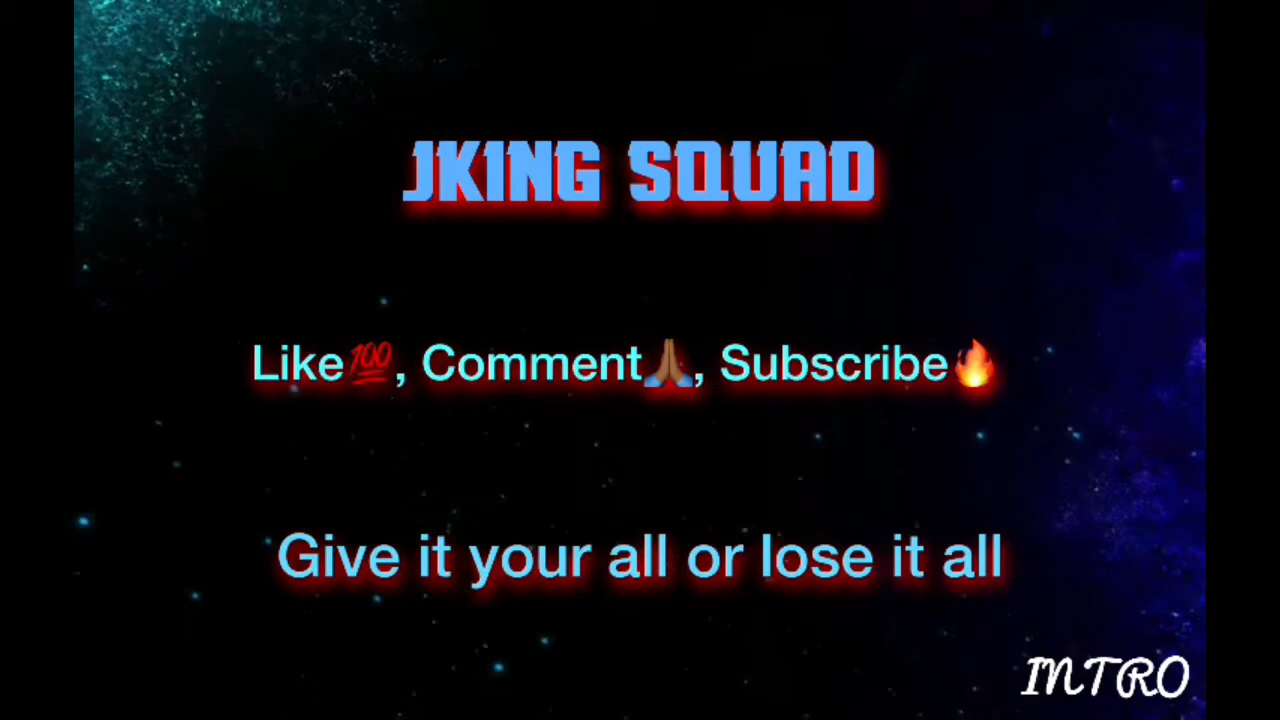 JKING SQUAD
Like💯, Comment🙏🏾, Subscribe🔥
Give it your all or lose it all
INTRO